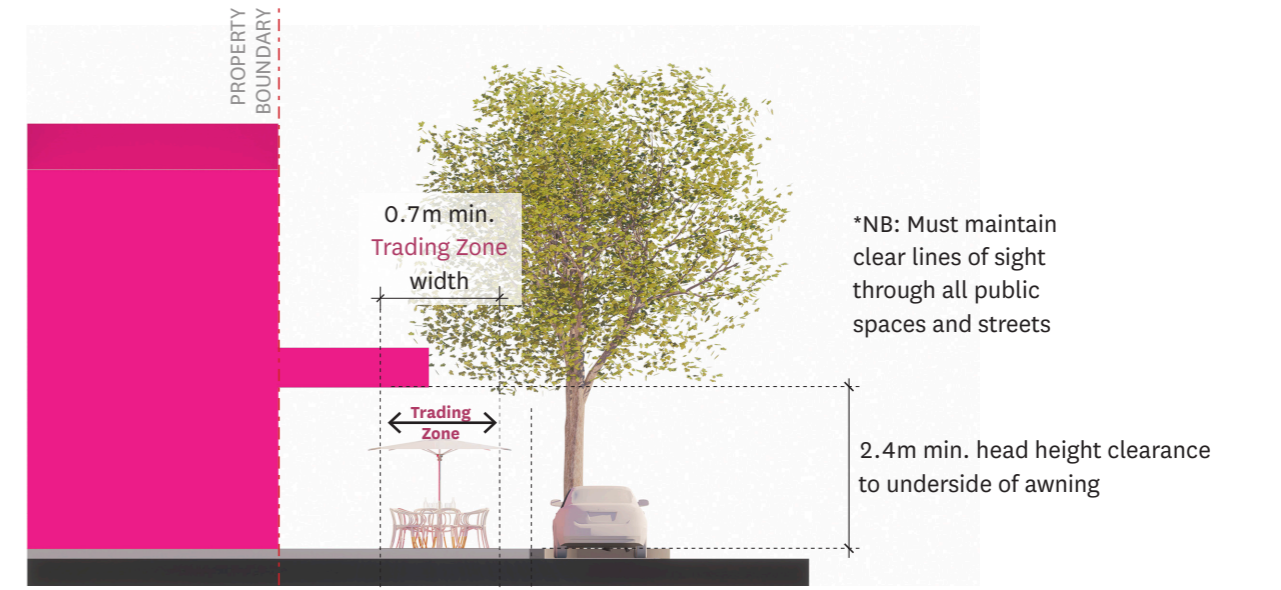 PROPERTY
BOUNDARY
0.7m min.
Trading Zone
width
*NB: Must maintain
clear lines of sight
through all public
spaces and streets
Trading
Zone
2.4m min. head height clearance
to underside of awning